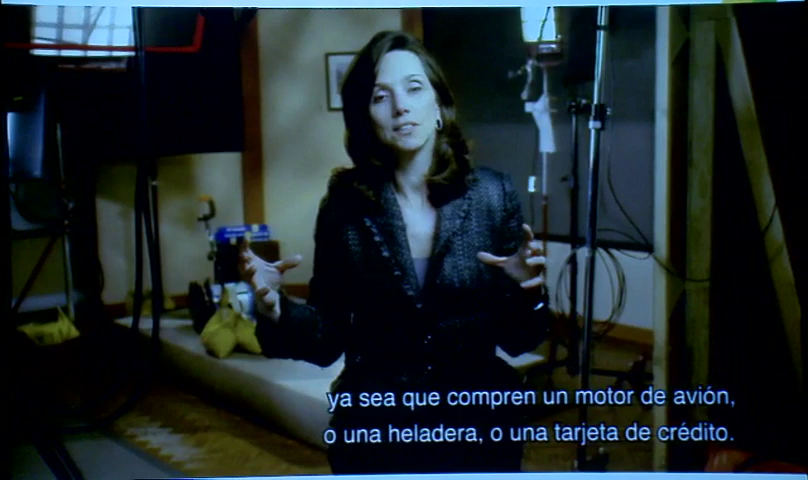 ya sea que compren un motor de avión,
o una heladera, o una tarjeta de crédito.